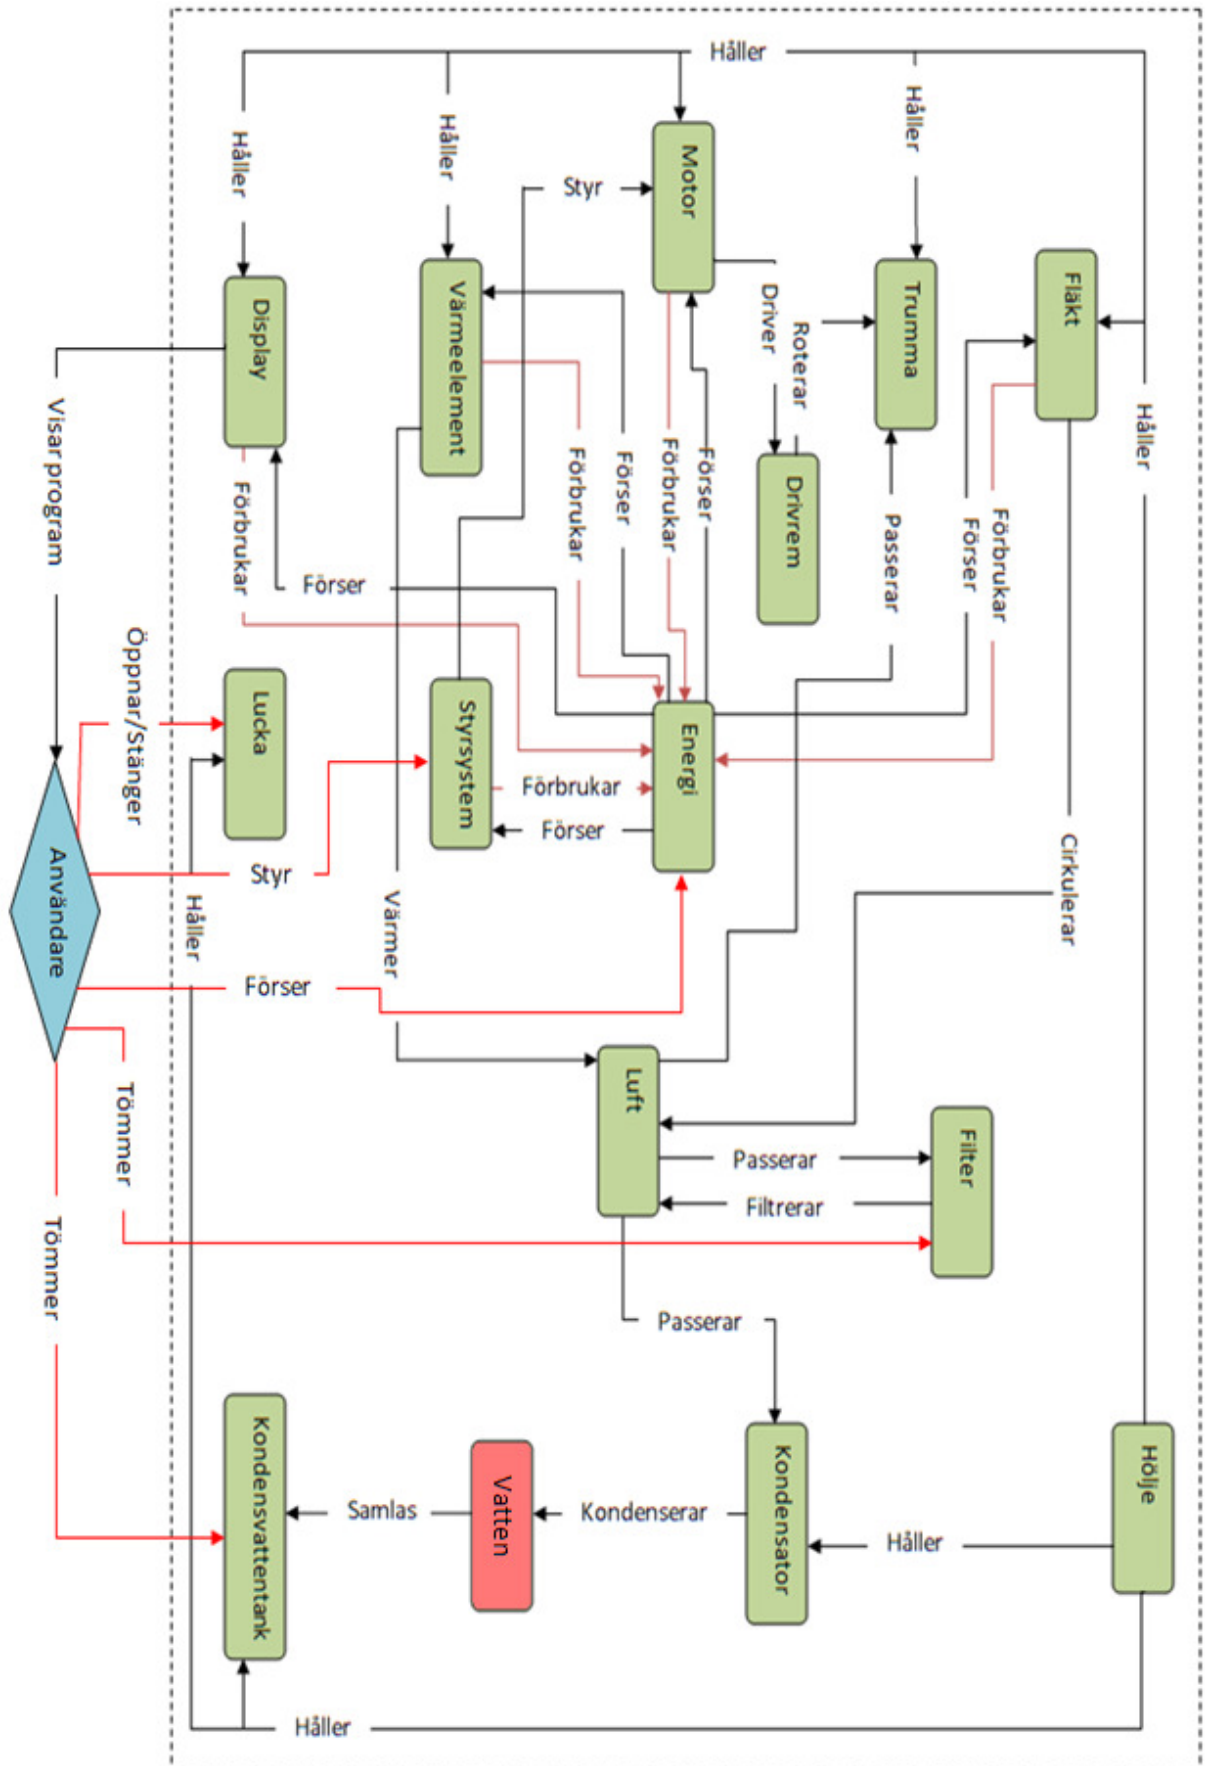 Håller
Håller
Håller
Håller
Motor
Styr
Fläkt
Trumma
Värmeelement
Display
Driver
Roterar
Håller
Visar program
Förbrukar
Förbrukar
Förser
Förbrukar
Förser
Drivrem
Passerar
Förser
Förbrukar
Förser
Öppnar/Stänger
Lucka
Styrsystem
Energi
Förbrukar
Förser
Användare
Styr
Håller
Värmer
Cirkulerar
Förser
Luft
Filter
Tömmer
Passerar
Filtrerar
Tömmer
Passerar
Kondensvattentank
Vatten
Kondensator
Hölje
Samlas
Kondenserar
Håller
Håller